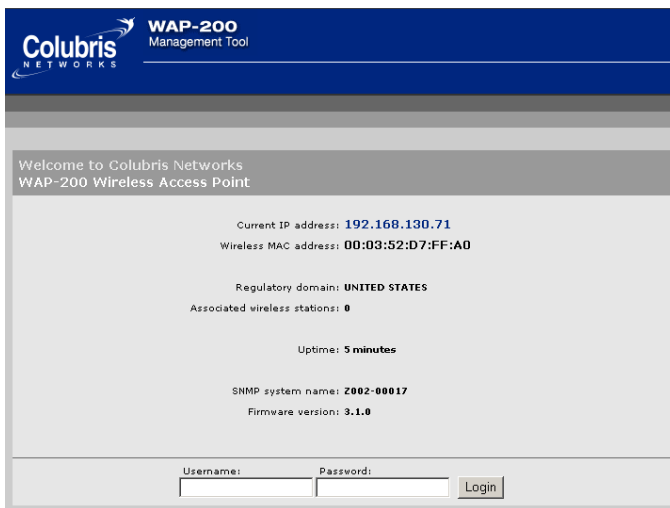 Colubris
NETWORKS
WAP-200
Management Tool
Welcome to Colubris Networks
WAP-200 Wireless Access Point
Current IP address: 192.168.130.71
Wireless MAC address: 00:03:52:D7:FF:A0
Regulatory domain: UNITED STATES
Associated wireless stations: 0
Uptime: 5 minutes
SNMP system name: Z002-00017
Firmware version: 3.1.0
Username: Password:
Login